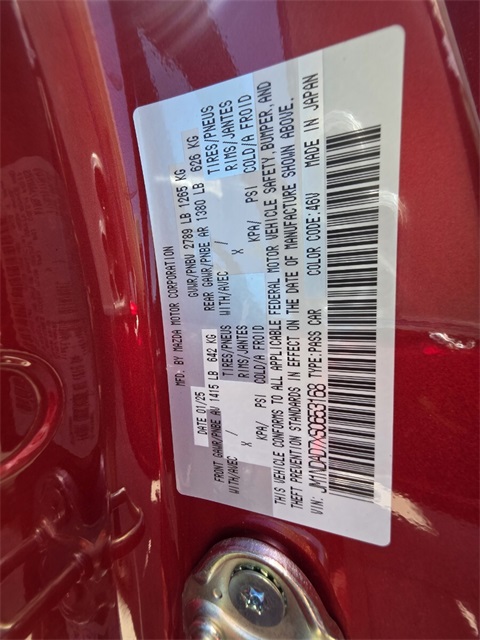 MFD. BY MAZDA MOTOR CORPORATION
DATE 01/25 GVWR/PNBV 2789 LB 1265 KG
FRONT GAWR/PNBE AV 1415 LB 642 KG REAR GAWR/PNBE AR 1380 LB 626 KG
WITH/AVEC TIRES/PNEUS WITH/AVEC TIRES/PNEUS
X / RIMS/JANTES X / RIMS/JANTES
KPA/ PSI COLD/A FROID KPA/ PSI COLD/A FROID
THIS VEHICLE CONFORMS TO ALL APPLICABLE FEDERAL MOTOR VEHICLE SAFETY,BUMPER,AND
THEFT PREVENTION STANDARDS IN EFFECT ON THE DATE OF MANUFACTURE SHOWN ABOVE.
VIN: TYPE:PASS CAR COLOR CODE:46V MADE IN JAPAN